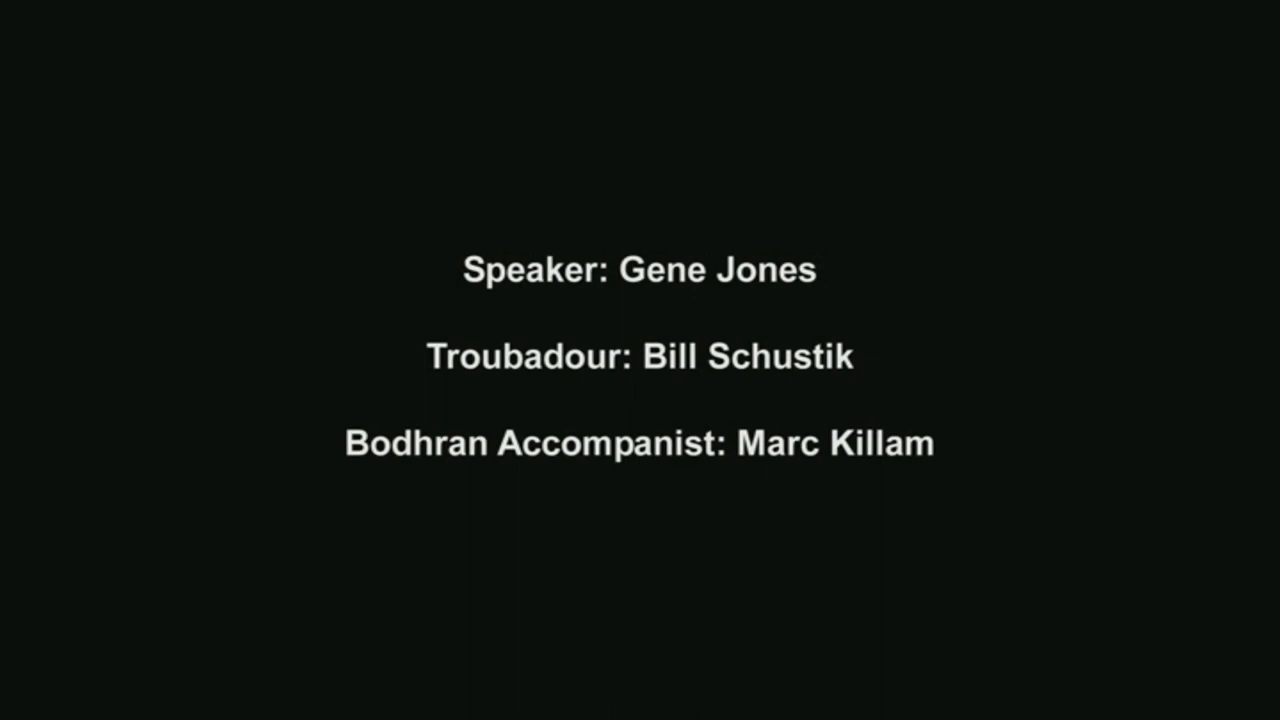 Speaker: Gene Jones
Troubadour: Bill Schustik
Bodhran Accompanist: Marc Killam